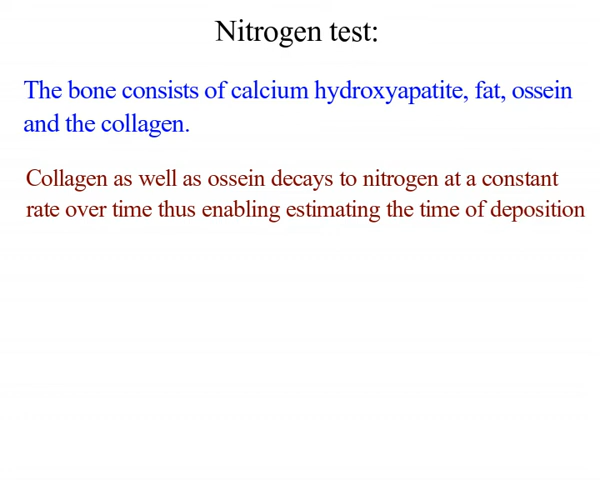 Nitrogen test:
The bone consists of calcium hydroxyapatite, fat, ossein
and the collagen.
Collagen as well as ossein decays to nitrogen at a constant
rate over time thus enabling estimating the time of deposition